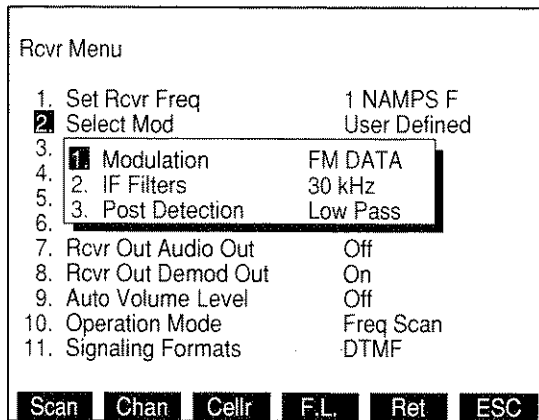 Rcvr Menu
1. Set Rcvr Freq 1 NAMPS F
2. Select Mod User Defined
3.
1. Modulation FM DATA
4.
2. IF Filters 30 kHz
5.
3. Post Detection Low Pass
6.
7. Rcvr Out Audio Out Off
8. Rcvr Out Demod Out On
9. Auto Volume Level Off
10. Operation Mode Freq Scan
11. Signaling Formats DTMF
Scan Chan Cellr F.L. Ret ESC